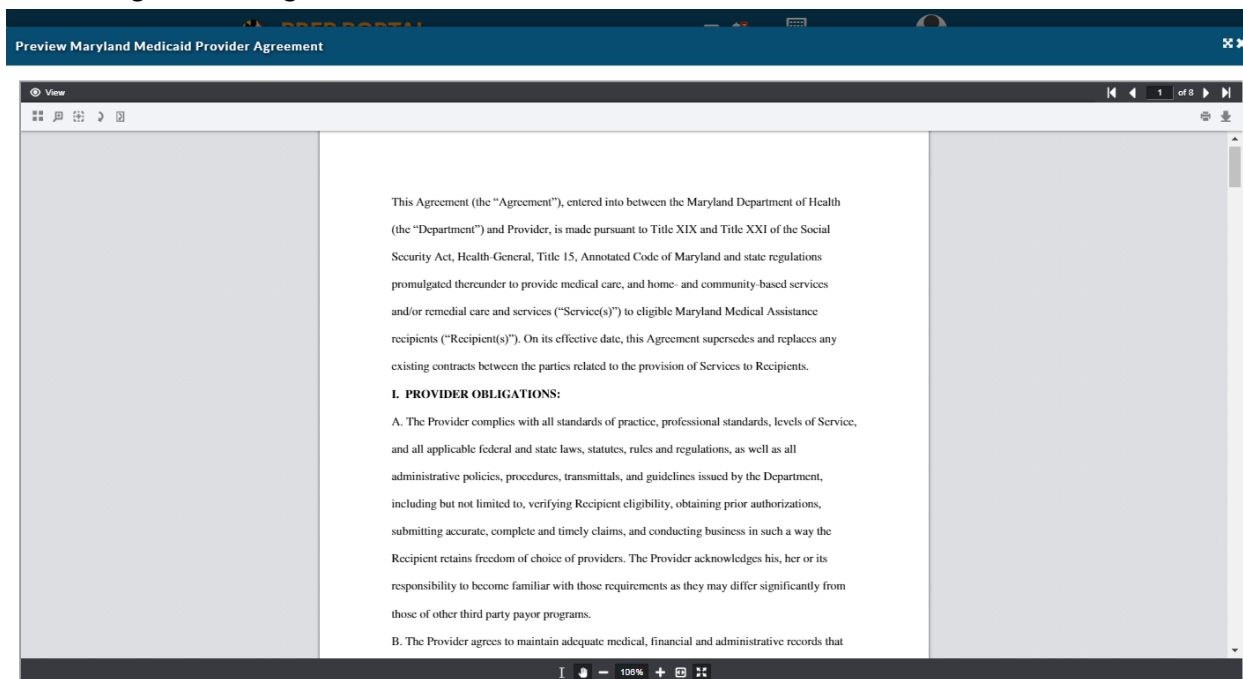 PREP PORTAL
Preview Maryland Medicaid Provider Agreement
View
1 of 8
This Agreement (the “Agreement”), entered into between the Maryland Department of Health
(the “Department”) and Provider, is made pursuant to Title XIX and Title XXI of the Social
Security Act, Health-General, Title 15, Annotated Code of Maryland and state regulations
promulgated thereunder to provide medical care, and home- and community-based services
and/or remedial care and services (“Service(s)”) to eligible Maryland Medical Assistance
recipients (“Recipient(s)”). On its effective date, this Agreement supersedes and replaces any
existing contracts between the parties related to the provision of Services to Recipients.
I. PROVIDER OBLIGATIONS:
A. The Provider complies with all standards of practice, professional standards, levels of Service,
and all applicable federal and state laws, statutes, rules and regulations, as well as all
administrative policies, procedures, transmittals, and guidelines issued by the Department,
including but not limited to, verifying Recipient eligibility, obtaining prior authorizations,
submitting accurate, complete and timely claims, and conducting business in such a way the
Recipient retains freedom of choice of providers. The Provider acknowledges his, her or its
responsibility to become familiar with those requirements as they may differ significantly from
those of other third party payor programs.
B. The Provider agrees to maintain adequate medical, financial and administrative records that
106%